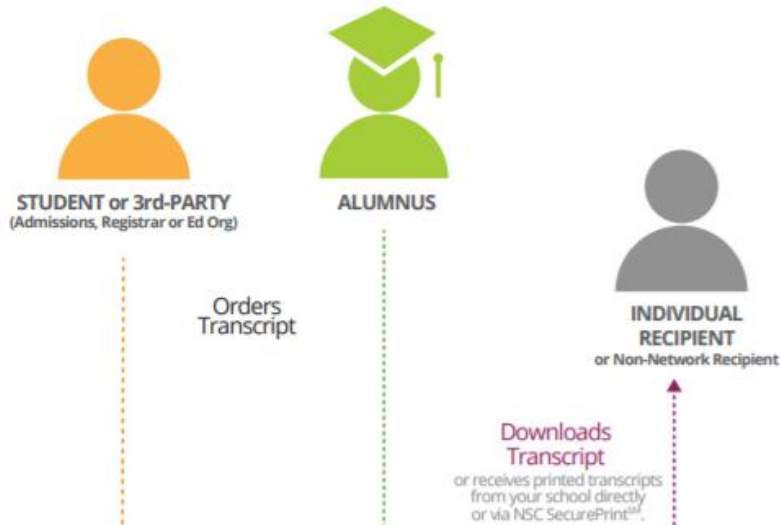 STUDENT or 3rd-PARTY
(Admissions, Registrar or Ed Org)
ALUMNUS
Orders
Transcript
INDIVIDUAL
RECIPIENT
or Non-Network Recipient
Downloads
Transcript
or receives printed transcripts
from your school directly
or via NSC SecurePrint℠.